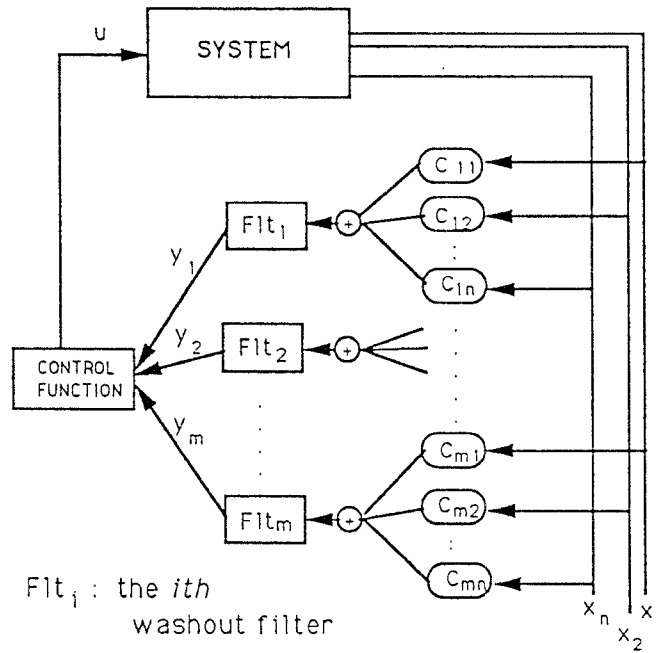 u
SYSTEM
C11
C12
C1n
Flt1
y1
Flt2
y2
CONTROL
FUNCTION
ym
Fltm
Cm1
Cm2
Cmn
Flti : the ith
washout filter
xn
x2
x